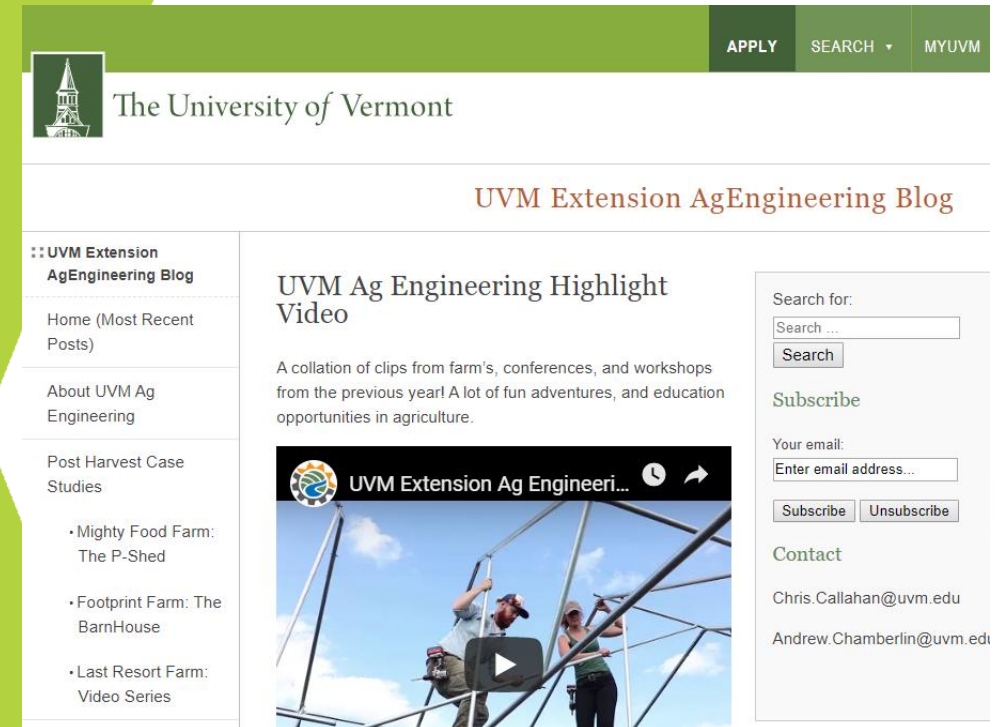 APPLY SEARCH ▾ MYUVM
The University of Vermont
UVM Extension AgEngineering Blog
UVM Extension
AgEngineering Blog
Home (Most Recent
Posts)
About UVM Ag
Engineering
Post Harvest Case
Studies
• Mighty Food Farm:
The P-Shed
• Footprint Farm: The
BarnHouse
• Last Resort Farm:
Video Series
UVM Ag Engineering Highlight
Video
A collation of clips from farm's, conferences, and workshops
from the previous year! A lot of fun adventures, and education
opportunities in agriculture.
UVM Extension Ag Engineeri...
Search for:
Search ...
Search
Subscribe
Your email:
Enter email address...
Subscribe Unsubscribe
Contact
Chris.Callahan@uvm.edu
Andrew.Chamberlin@uvm.edu